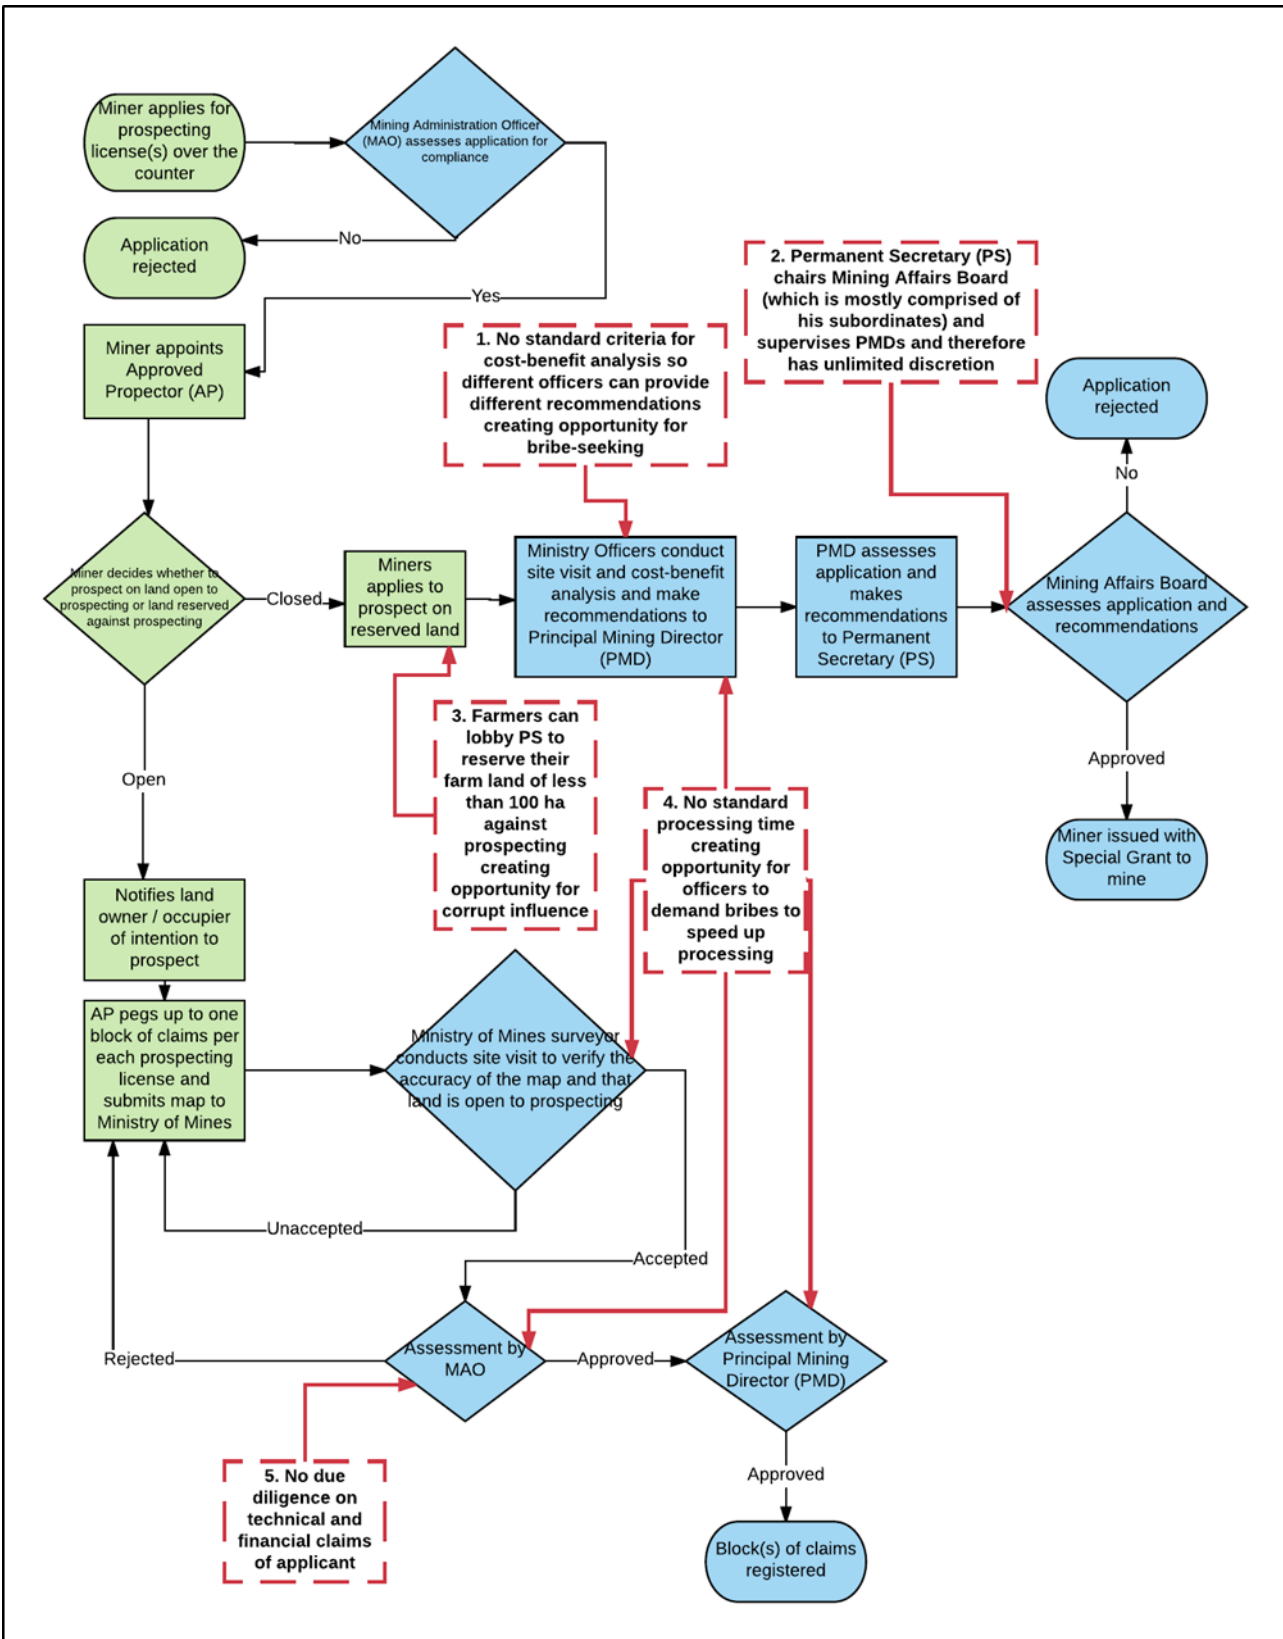 Miner applies for
prospecting
license(s) over the
counter
Mining Administration Officer
(MAO) assesses application for
compliance
No
Application
rejected
Yes
Miner appoints
Approved
Propector (AP)
1. No standard criteria for
cost-benefit analysis so
different officers can provide
different recommendations
creating opportunity for
bribe-seeking
2. Permanent Secretary (PS)
chairs Mining Affairs Board
(which is mostly comprised of
his subordinates) and
supervises PMDs and therefore
has unlimited discretion
Application
rejected
No
Miner decides whether to
prospect on land open to
prospecting or land reserved
against prospecting
Closed
Miners
applies to
prospect on
reserved land
Ministry Officers conduct
site visit and cost-benefit
analysis and make
recommendations to
Principal Mining Director
(PMD)
PMD assesses
application and
makes
recommendations
to Permanent
Secretary (PS)
Mining Affairs Board
assesses application and
recommendations
3. Farmers can
lobby PS to
reserve their
farm land of less
than 100 ha
against
prospecting
creating
opportunity for
corrupt influence
4. No standard
processing time
creating
opportunity for
officers to
demand bribes to
speed up
processing
Approved
Miner issued with
Special Grant to
mine
Open
Notifies land
owner / occupier
of intention to
prospect
AP pegs up to one
block of claims per
each prospecting
license and
submits map to
Ministry of Mines
Ministry of Mines surveyor
conducts site visit to verify the
accuracy of the map and that
land is open to prospecting
Unaccepted
Accepted
Rejected
Assessment by
MAO
Approved
Assessment by
Principal Mining
Director (PMD)
5. No due
diligence on
technical and
financial claims
of applicant
Approved
Block(s) of claims
registered